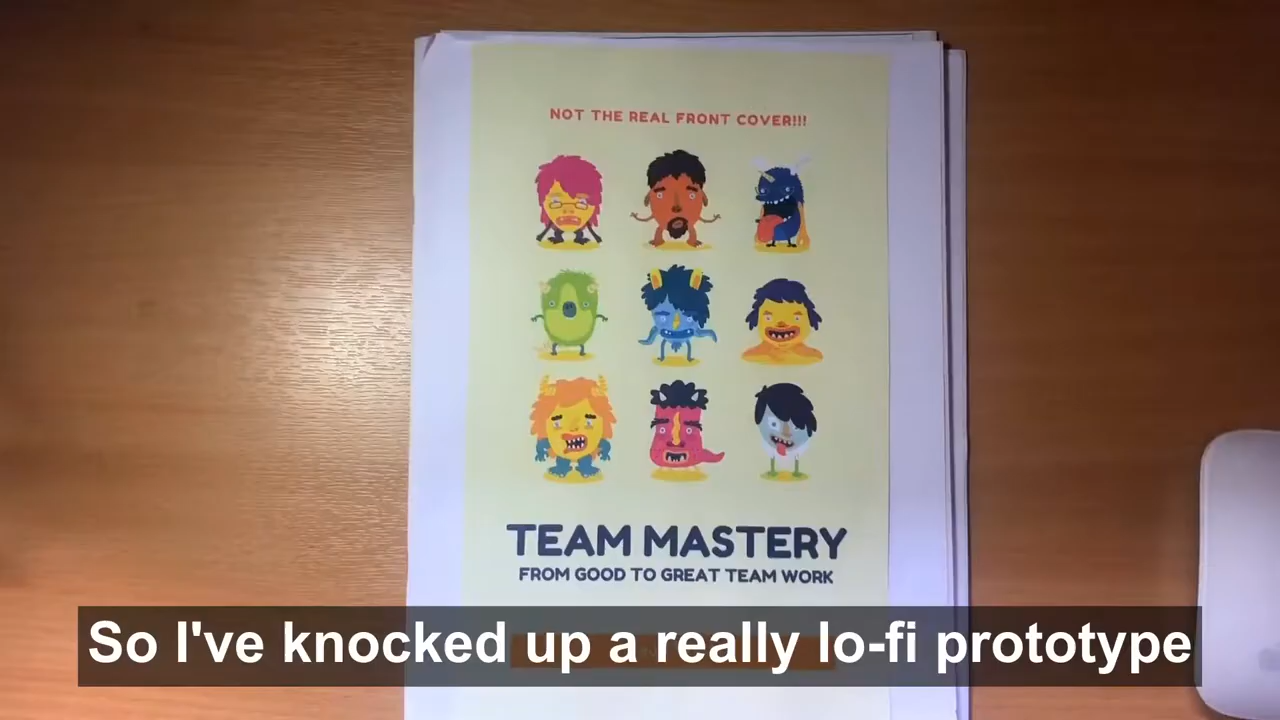 NOT THE REAL FRONT COVER!!!
TEAM MASTERY
FROM GOOD TO GREAT TEAM WORK
So I've knocked up a really lo-fi prototype